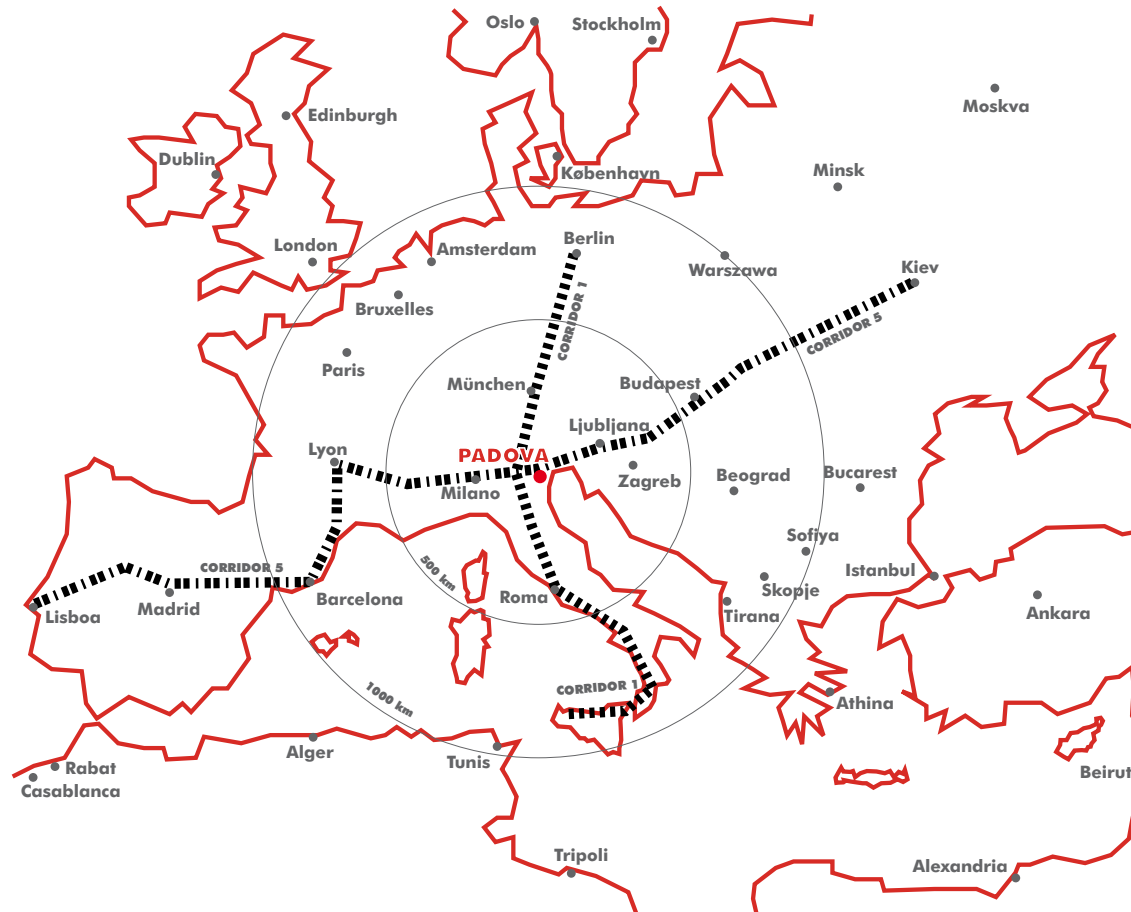 Oslo
Stockholm
Moskva
Edinburgh
Dublin
København
Minsk
London
Amsterdam
Berlin
Warszawa
Kiev
Bruxelles
CORRIDOR 1
CORRIDOR 5
Paris
München
Budapest
Ljubljana
Lyon
PADOVA
Milano
Zagreb
Beograd
Bucarest
Sofiya
500 km
CORRIDOR 5
Istanbul
Skopje
Barcelona
Roma
Madrid
Lisboa
Tirana
Ankara
CORRIDOR 1
1000 km
Athina
Alger
Tunis
Rabat
Casablanca
Beirut
Tripoli
Alexandria